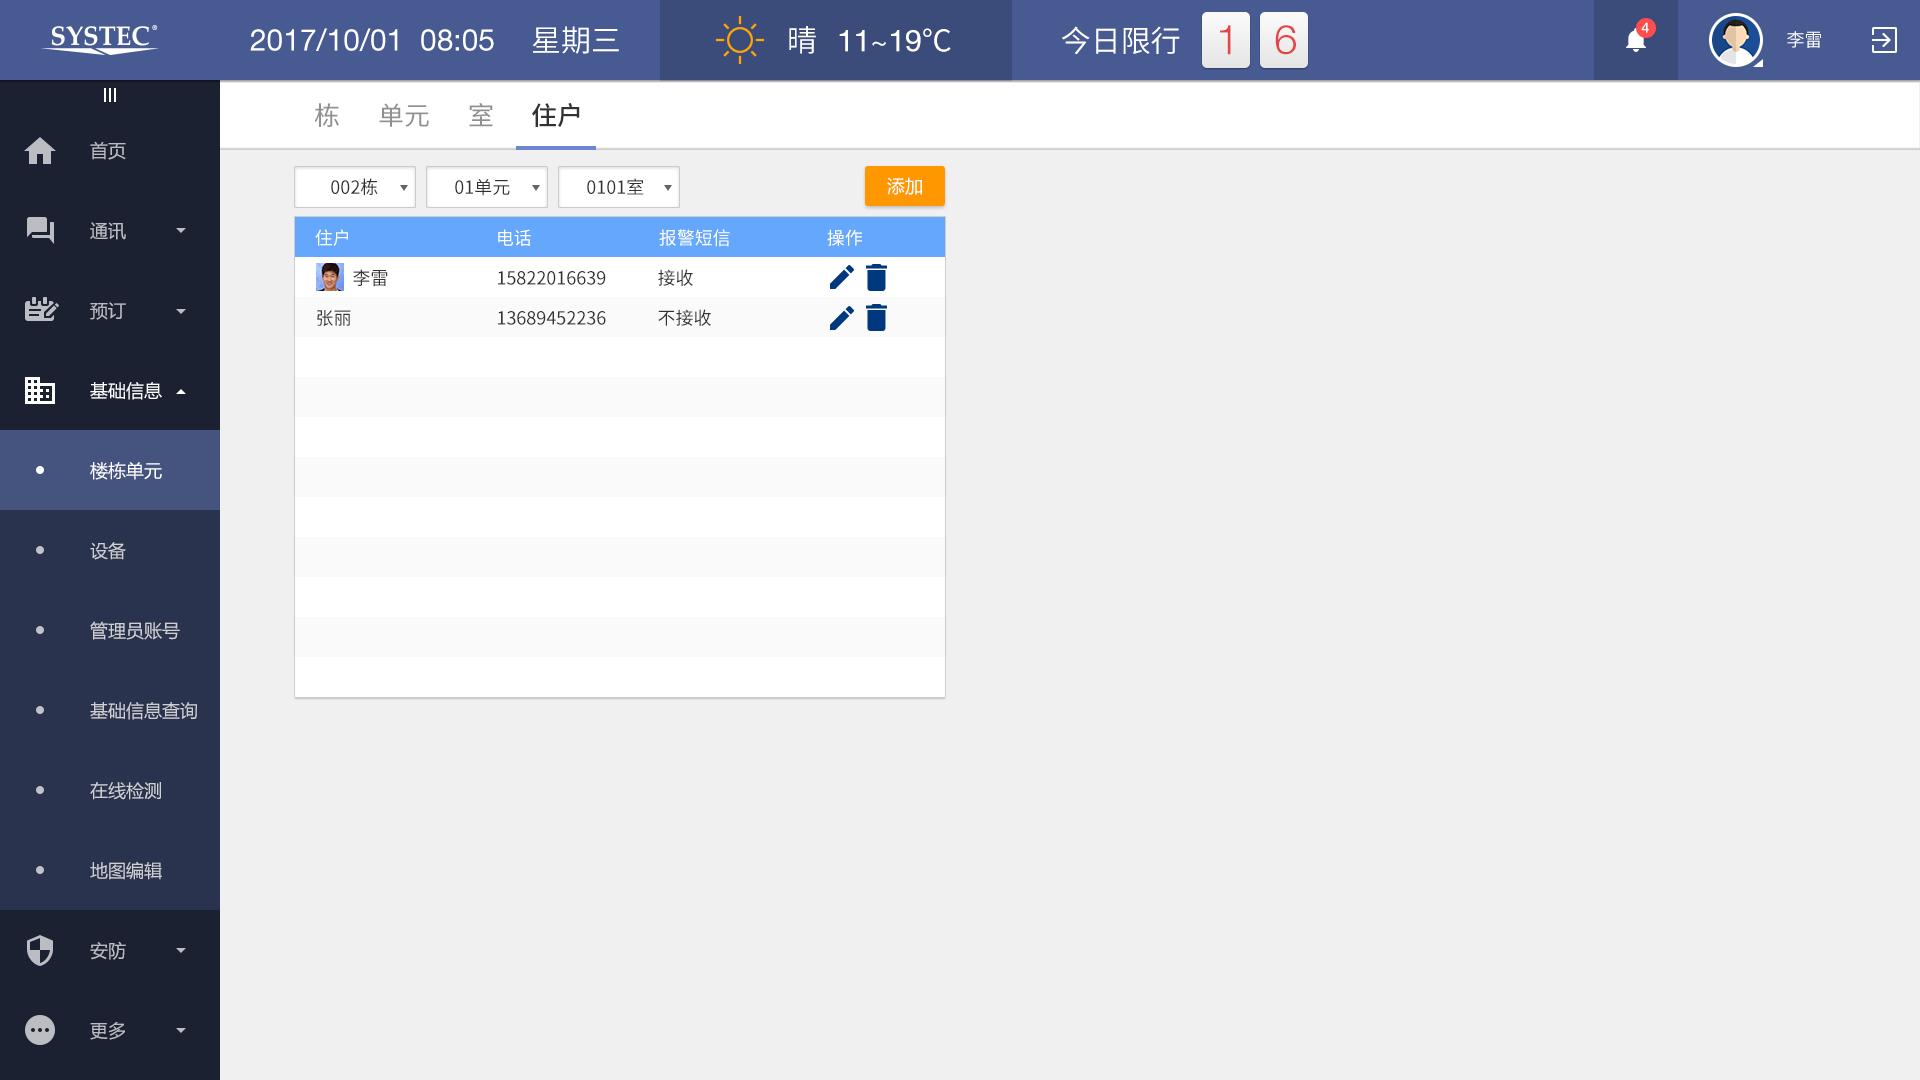 SYSTEC®
2017/10/01 08:05 星期三
晴 11~19℃
今日限行 1 6
4
李雷
首页
通讯
预订
基础信息
楼栋单元
设备
管理员账号
基础信息查询
在线检测
地图编辑
安防
更多
栋 单元 室 住户
002栋 01单元 0101室 添加
住户 电话 报警短信 操作
李雷 15822016639 接收
张丽 13689452236 不接收